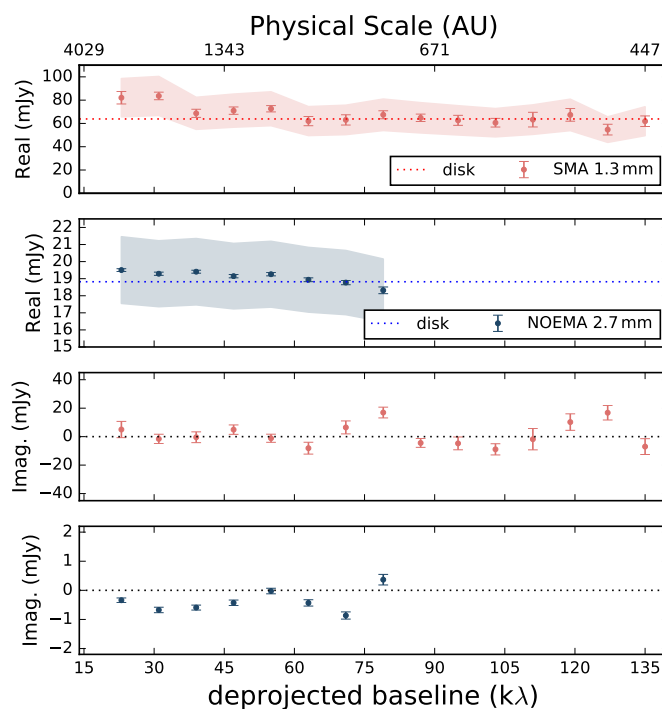 Physical Scale (AU)
4029 1343 671 447
100
80
60
40
20
0
Real (mJy)
disk SMA 1.3 mm
22
21
20
19
18
17
16
15
Real (mJy)
disk NOEMA 2.7 mm
40
20
0
−20
−40
Imag. (mJy)
2
1
0
−1
−2
Imag. (mJy)
15 30 45 60 75 90 105 120 135
deprojected baseline (kλ)